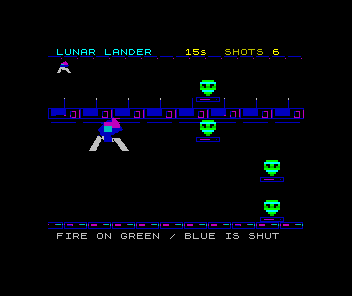 LUNAR LANDER 15s SHOTS 6
FIRE ON GREEN / BLUE IS SHUT